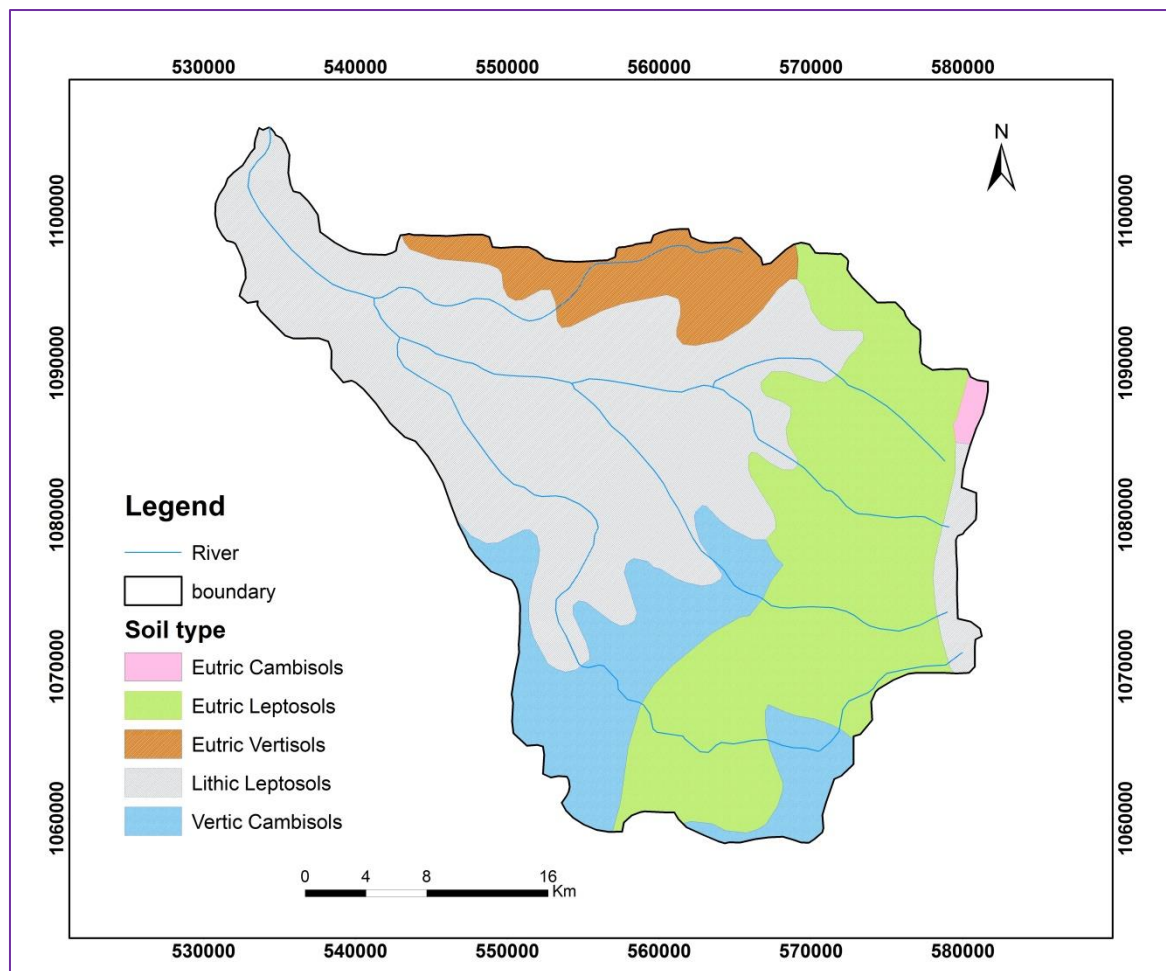 530000 540000 550000 560000 570000 580000
N
1100000 1100000
1090000 1090000
1080000 1080000
1070000 1070000
1060000 1060000
Legend
River
boundary
Soil type
Eutric Cambisols
Eutric Leptosols
Eutric Vertisols
Lithic Leptosols
Vertic Cambisols
0 4 8 16
Km
530000 540000 550000 560000 570000 580000